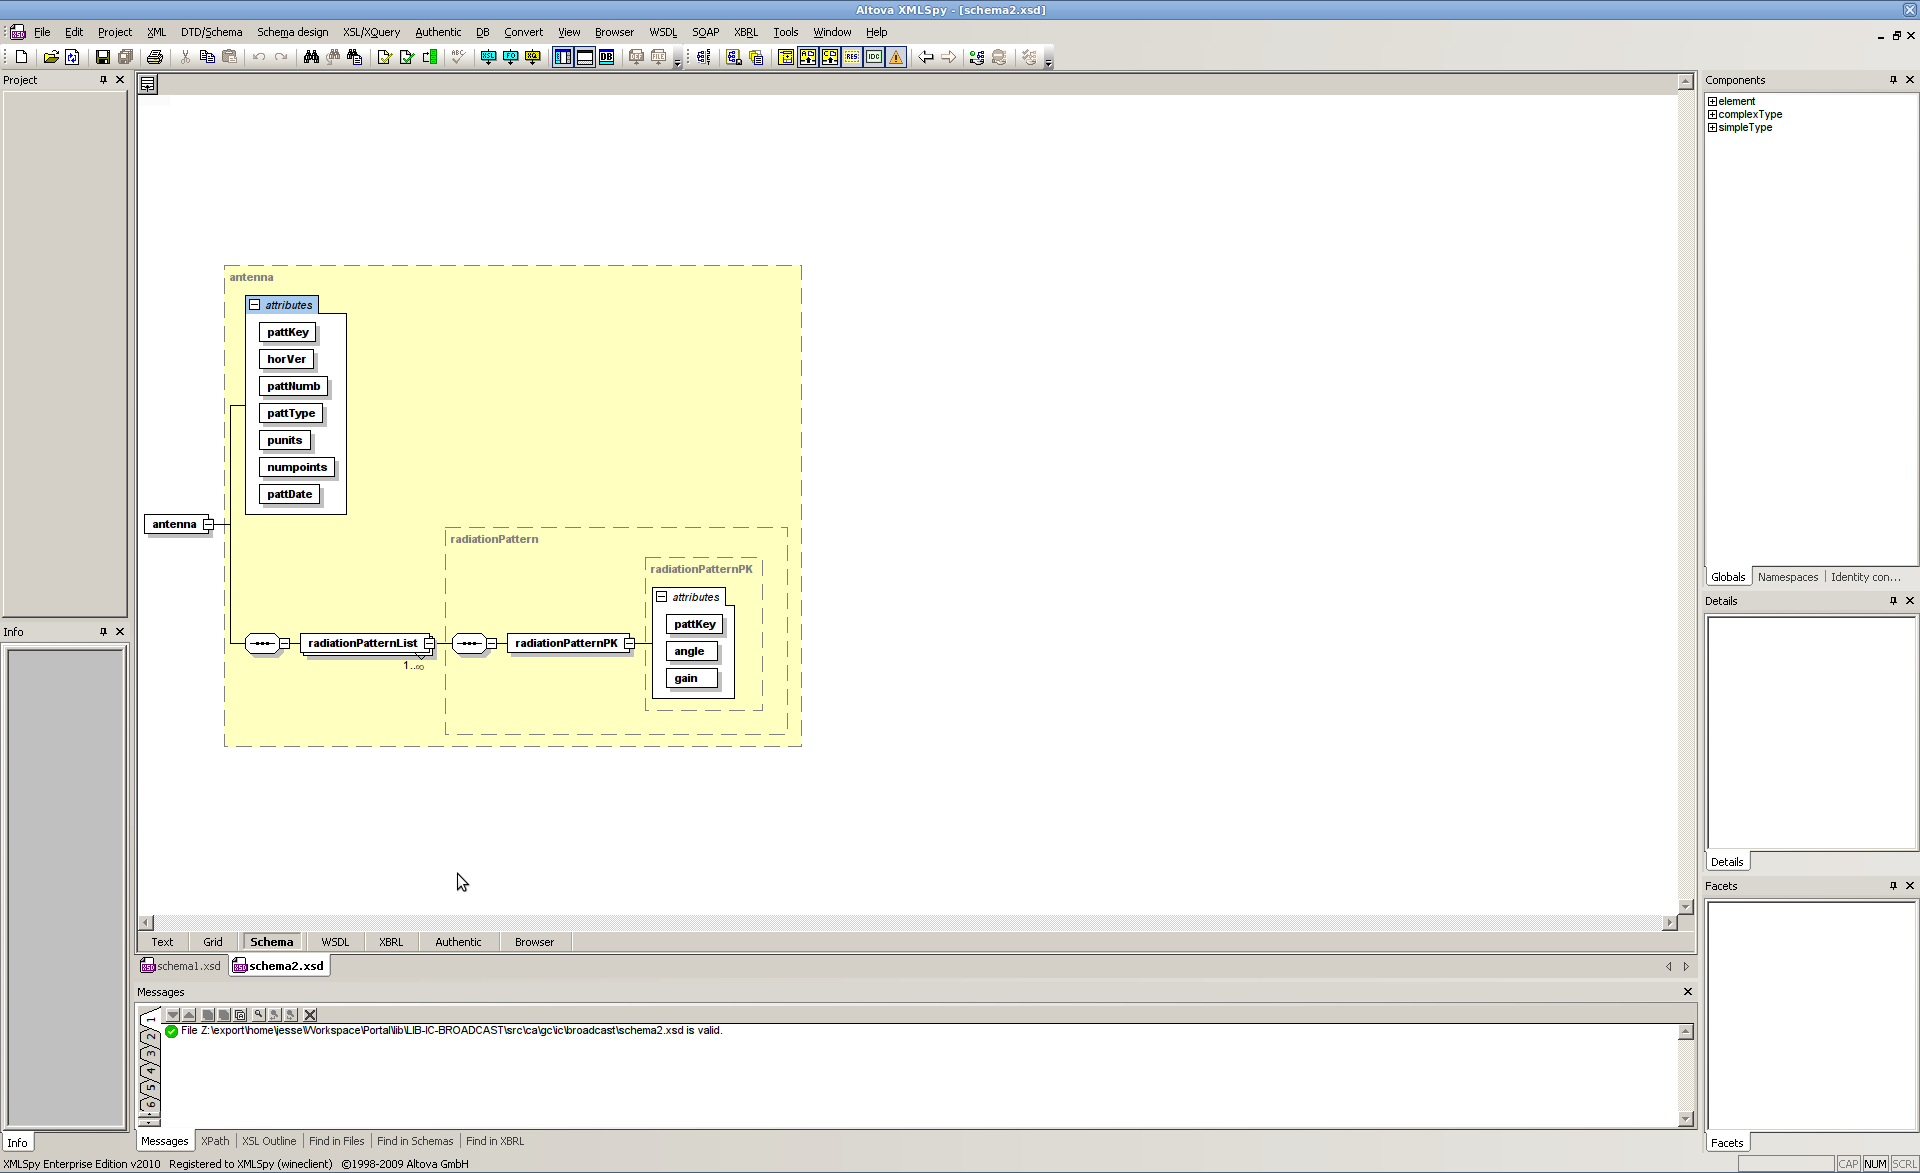 Altova XMLSpy - [schema2.xsd]
File Edit Project XML DTD/Schema Schema design XSL/XQuery Authentic DB Convert View Browser WSDL SOAP XBRL Tools Window Help
Project
Components
element
complexType
simpleType
antenna
attributes
pattKey
horVer
pattNumb
pattType
punits
numpoints
pattDate
antenna
radiationPattern
radiationPatternPK
attributes
pattKey
angle
gain
radiationPatternList
1..∞
radiationPatternPK
Globals Namespaces Identity con...
Details
Info
Details
Facets
Text Grid Schema WSDL XBRL Authentic Browser
schema1.xsd schema2.xsd
Messages
1
2
3
4
5
6
File Z:\export\home\jesse\Workspace\Portal\lib\LIB-IC-BROADCAST\src\ca\gc\ic\broadcast\schema2.xsd is valid.
Messages XPath XSL Outline Find in Files Find in Schemas Find in XBRL
Info
Facets
XMLSpy Enterprise Edition v2010 Registered to XMLSpy (wineclient) ©1998-2009 Altova GmbH
CAP NUM SCRL